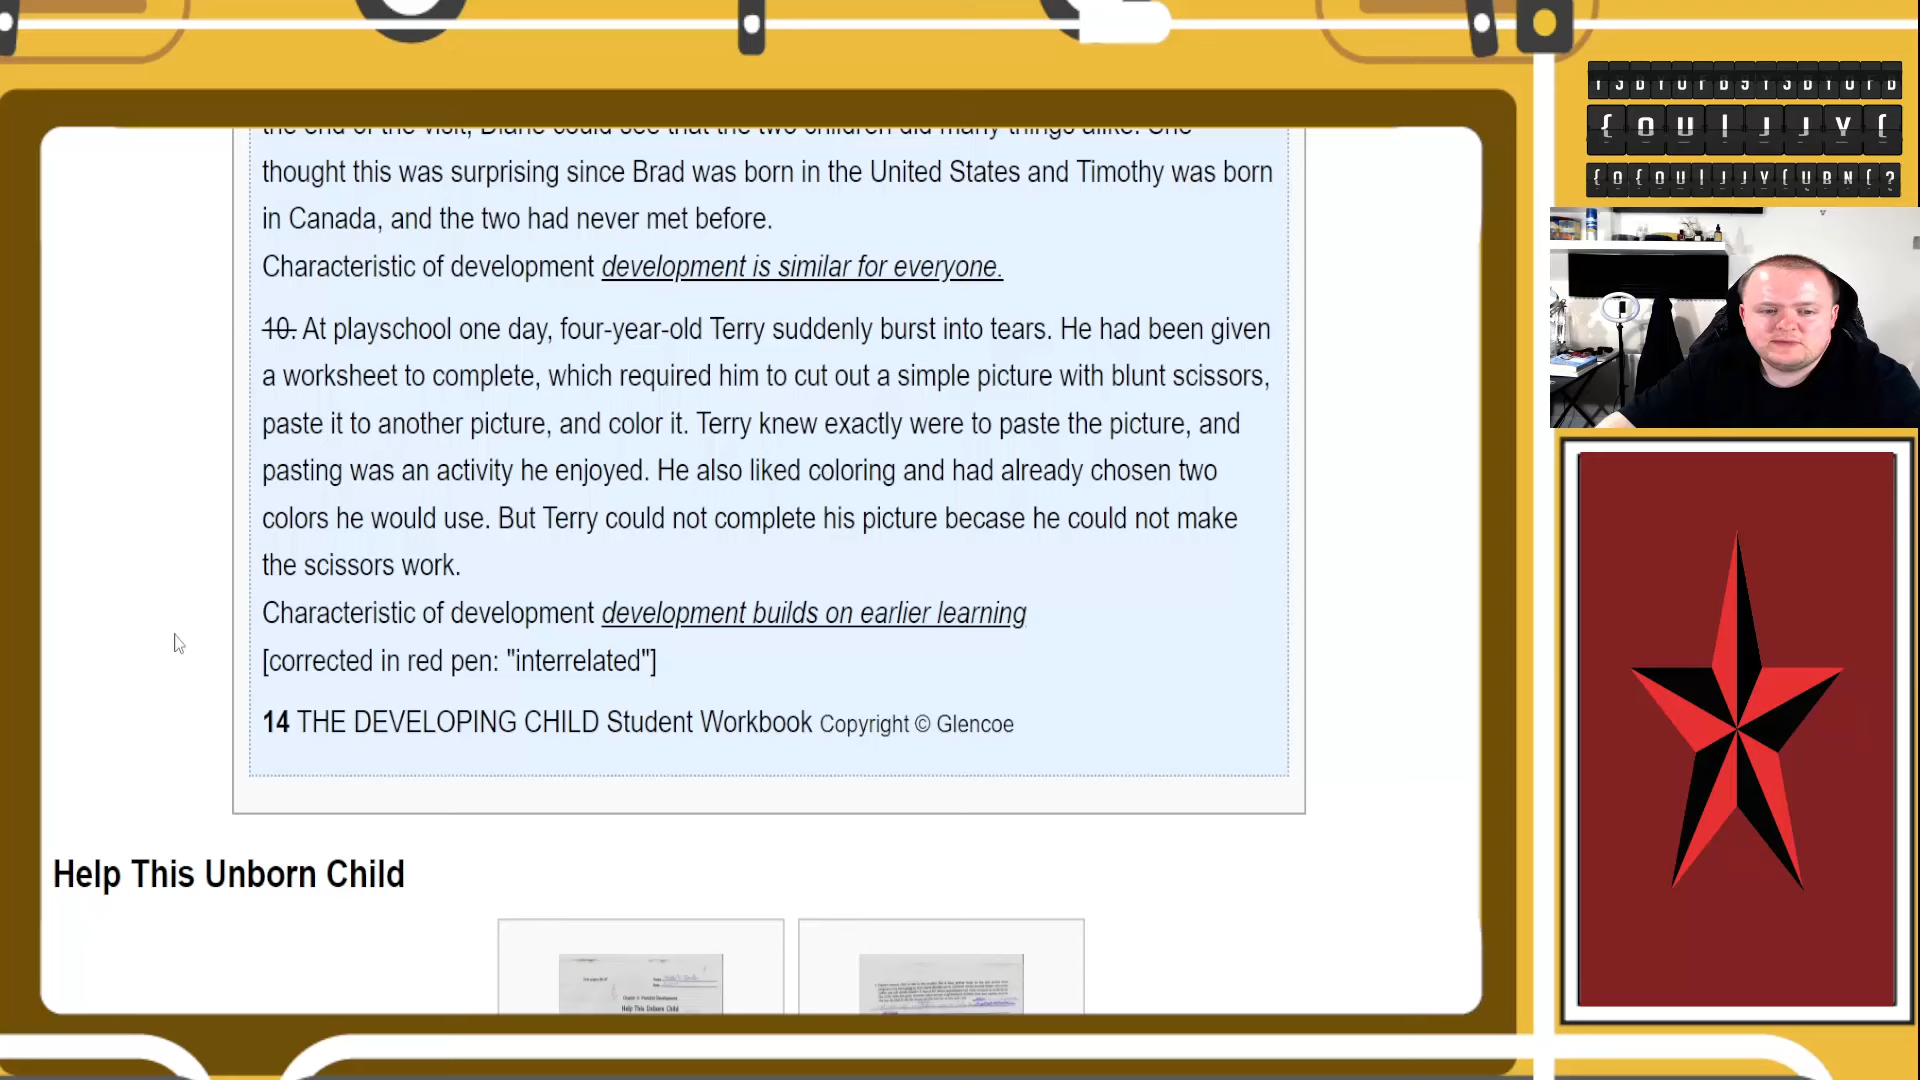 thought this was surprising since Brad was born in the United States and Timothy was born
in Canada, and the two had never met before.
Characteristic of development development is similar for everyone.
10. At playschool one day, four-year-old Terry suddenly burst into tears. He had been given
a worksheet to complete, which required him to cut out a simple picture with blunt scissors,
paste it to another picture, and color it. Terry knew exactly were to paste the picture, and
pasting was an activity he enjoyed. He also liked coloring and had already chosen two
colors he would use. But Terry could not complete his picture becase he could not make
the scissors work.
Characteristic of development development builds on earlier learning
[corrected in red pen: "interrelated"]
14 THE DEVELOPING CHILD Student Workbook Copyright © Glencoe
Help This Unborn Child
Help This Unborn Child